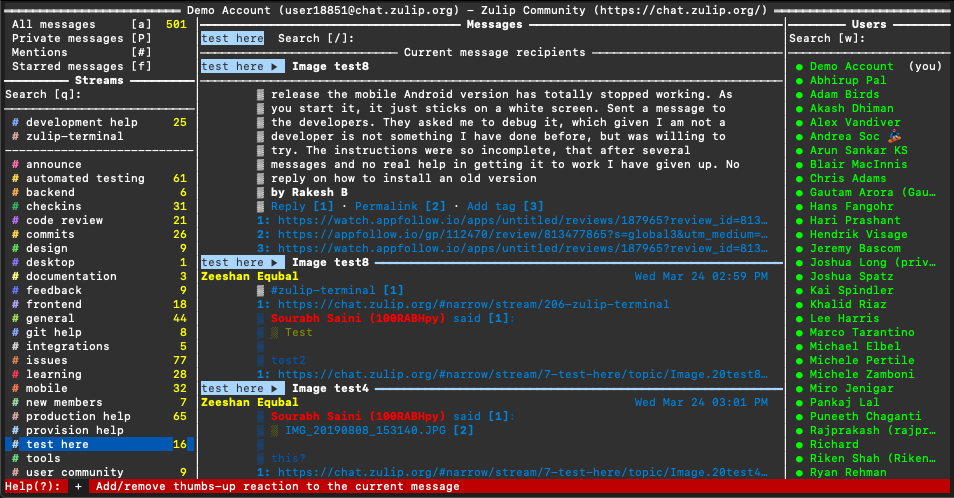 Demo Account (user18851@chat.zulip.org) – Zulip Community (https://chat.zulip.org/)
All messages [a] 501
Private messages [P]
Mentions [#]
Starred messages [f]
Streams
Search [q]:
# development help 25
# zulip-terminal
# announce
# automated testing 61
# backend 6
# checkins 31
# code review 21
# commits 26
# design 9
# desktop 1
# documentation 3
# feedback 9
# frontend 18
# general 44
# git help 8
# integrations 5
# issues 77
# learning 28
# mobile 32
# new members 7
# production help 65
# provision help
# test here 16
# tools
# user community 9
Messages
test here Search [/]:
Current message recipients
test here ▶ Image test8
release the mobile Android version has totally stopped working. As
you start it, it just sticks on a white screen. Sent a message to
the developers. They asked me to debug it, which given I am not a
developer is not something I have done before, but was willing to
try. The instructions were so incomplete, that after several
messages and no real help in getting it to work I have given up. No
reply on how to install an old version
by Rakesh B
Reply [1] · Permalink [2] · Add tag [3]
1: https://watch.appfollow.io/apps/untitled/reviews/187965?review_id=813…
2: https://appfollow.io/gp/112470/review/813477865?s=global3&utm_medium=…
3: https://watch.appfollow.io/apps/untitled/reviews/187965?review_id=813…
test here ▶ Image test8
Zeeshan Equbal Wed Mar 24 02:59 PM
#zulip-terminal [1]
1: https://chat.zulip.org/#narrow/stream/206-zulip-terminal
Sourabh Saini (100RABHpy) said [1]:
Test
test2
1: https://chat.zulip.org/#narrow/stream/7-test-here/topic/Image.20test8…
test here ▶ Image test4
Zeeshan Equbal Wed Mar 24 03:01 PM
Sourabh Saini (100RABHpy) said [1]:
IMG_20190808_153140.JPG [2]
this?
1: https://chat.zulip.org/#narrow/stream/7-test-here/topic/Image.20test4…
Users
Search [w]:
● Demo Account (you)
● Abhirup Pal
● Adam Birds
● Akash Dhiman
● Alex Vandiver
● Andrea Soc
● Arun Sankar KS
● Blair MacInnis
● Chris Adams
● Gautam Arora (Gau…
● Hans Fangohr
● Hari Prashant
● Hendrik Visage
● Jeremy Bascom
● Joshua Long (priv…
● Joshua Spatz
● Kai Spindler
● Khalid Riaz
● Lee Harris
● Marco Tarantino
● Michael Elbel
● Michele Pertile
● Michele Zamboni
● Miro Jenigar
● Pankaj Lal
● Puneeth Chaganti
● Rajprakash (rajpr…
● Richard
● Riken Shah (Riken…
● Ryan Rehman
Help(?): + Add/remove thumbs-up reaction to the current message